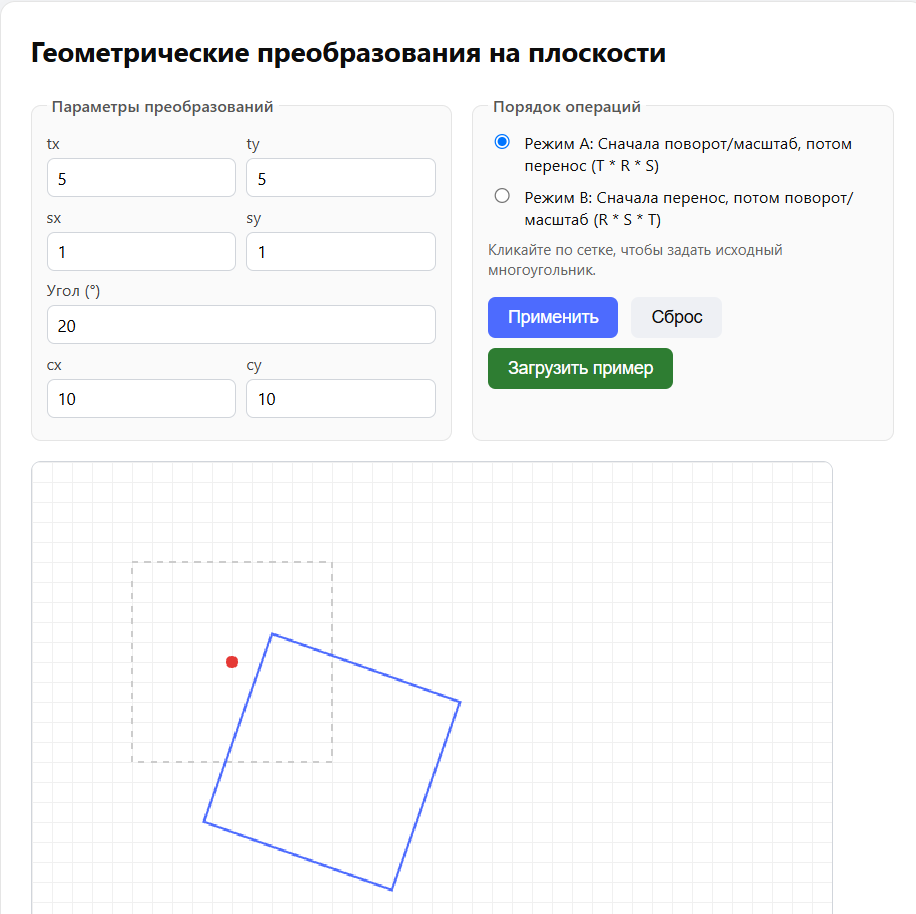 Геометрические преобразования на плоскости
Параметры преобразований
tx
ty
5
5
sx
sy
1
1
Угол (°)
20
cx
cy
10
10
Порядок операций
Режим A: Сначала поворот/масштаб, потом
перенос (T * R * S)
Режим B: Сначала перенос, потом поворот/
масштаб (R * S * T)
Кликайте по сетке, чтобы задать исходный
многоугольник.
Применить
Сброс
Загрузить пример